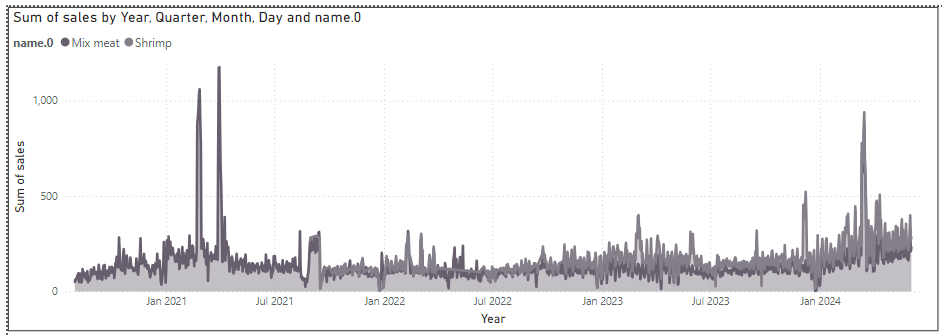 Sum of sales by Year, Quarter, Month, Day and name.0
name.0 Mix meat Shrimp
1,000
500
0
Sum of sales
Jan 2021 Jul 2021 Jan 2022 Jul 2022 Jan 2023 Jul 2023 Jan 2024
Year